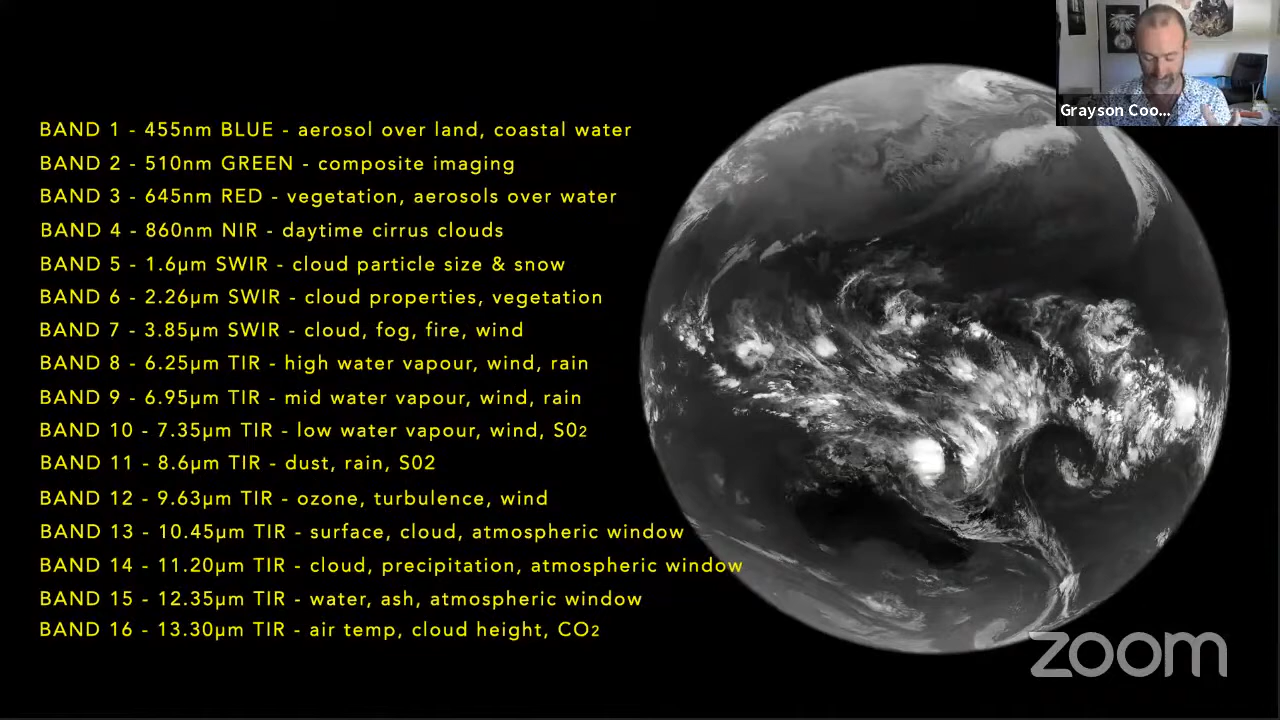 BAND 1 - 455nm BLUE - aerosol over land, coastal water
BAND 2 - 510nm GREEN - composite imaging
BAND 3 - 645nm RED - vegetation, aerosols over water
BAND 4 - 860nm NIR - daytime cirrus clouds
BAND 5 - 1.6µm SWIR - cloud particle size & snow
BAND 6 - 2.26µm SWIR - cloud properties, vegetation
BAND 7 - 3.85µm SWIR - cloud, fog, fire, wind
BAND 8 - 6.25µm TIR - high water vapour, wind, rain
BAND 9 - 6.95µm TIR - mid water vapour, wind, rain
BAND 10 - 7.35µm TIR - low water vapour, wind, S02
BAND 11 - 8.6µm TIR - dust, rain, S02
BAND 12 - 9.63µm TIR - ozone, turbulence, wind
BAND 13 - 10.45µm TIR - surface, cloud, atmospheric window
BAND 14 - 11.20µm TIR - cloud, precipitation, atmospheric window
BAND 15 - 12.35µm TIR - water, ash, atmospheric window
BAND 16 - 13.30µm TIR - air temp, cloud height, CO2
Grayson Coo...
zoom